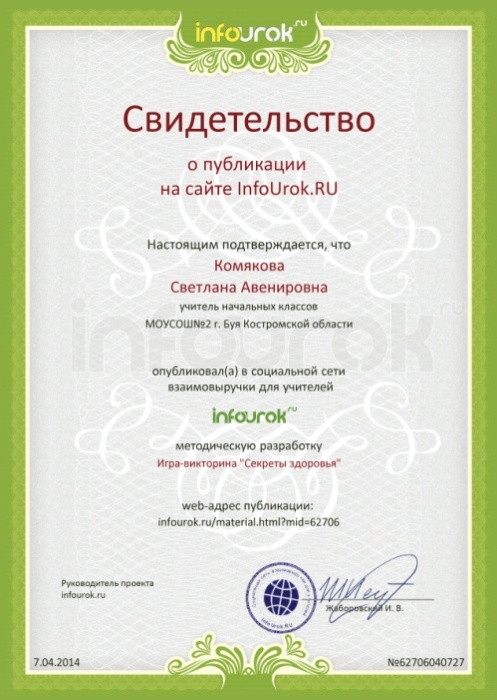 infourok.ru
Свидетельство
о публикации
на сайте InfoUrok.RU
Настоящим подтверждается, что
Комякова
Светлана Авенировна
учитель начальных классов
МОУСОШ№2 г. Буя Костромской области
infourok.ru
опубликовал(а) в социальной сети
взаимовыручки для учителей
infourok.ru
методическую разработку
Игра-викторина "Секреты здоровья"
web-адрес публикации:
infourok.ru/material.html?mid=62706
Руководитель проекта
infourok.ru
Жаборовский И. В.
7.04.2014
№62706040727